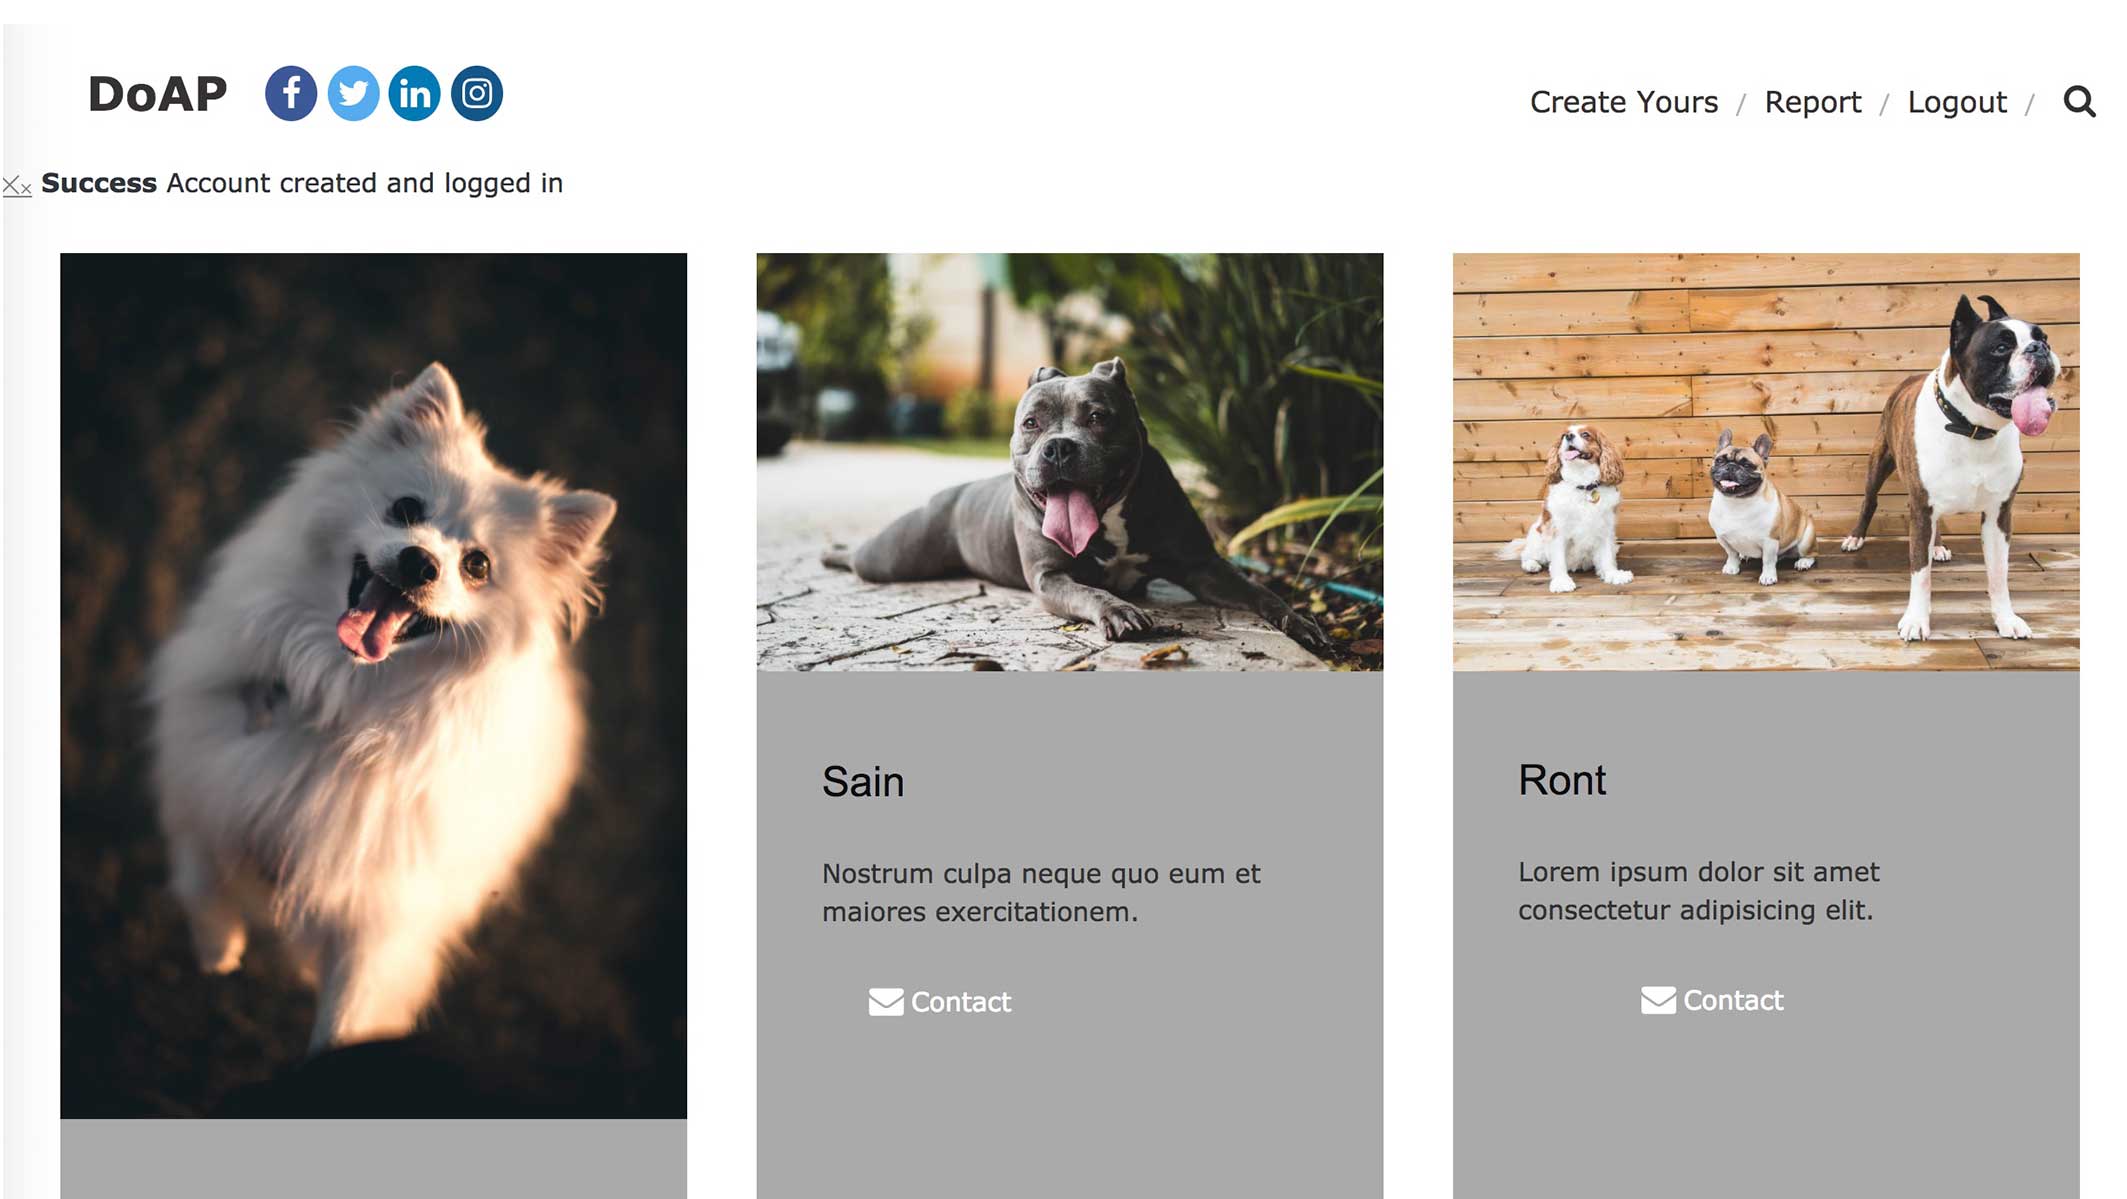 DoAP
Create Yours / Report / Logout /
×× Success Account created and logged in
Sain
Nostrum culpa neque quo eum et
maiores exercitationem.
Contact
Ront
Lorem ipsum dolor sit amet
consectetur adipisicing elit.
Contact